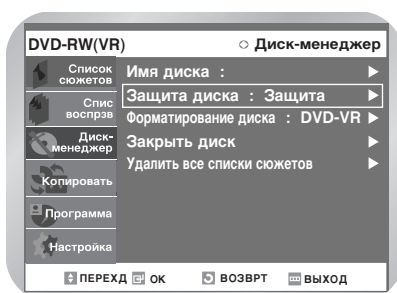 DVD-RW(VR) Диск-менеджер
Список сюжетов
Спис воспрзв
Диск-менеджер
Копировать
Программа
Настройка
Имя диска :
Защита диска : Защита
Форматирование диска : DVD-VR
Закрыть диск
Удалить все списки сюжетов
ПЕРЕХД ОК ВОЗВРТ ВЫХОД